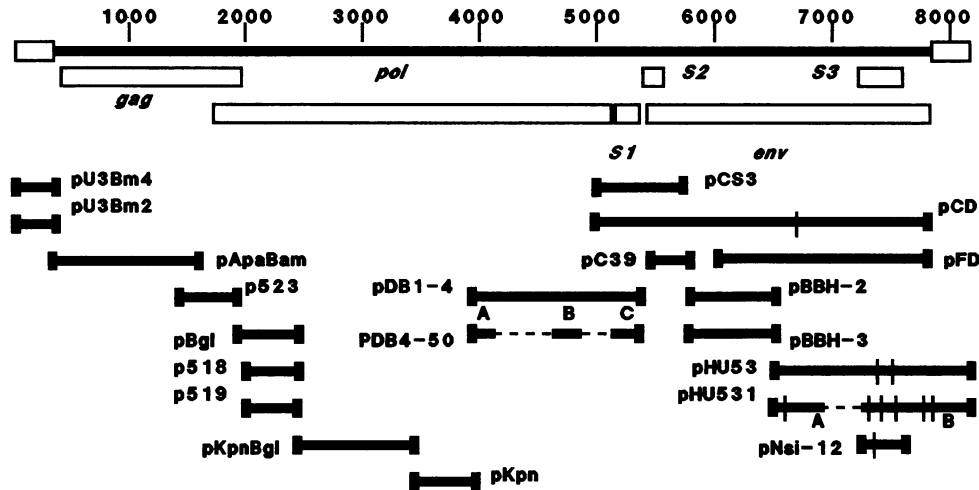 1000 2000 3000 4000 5000 6000 7000 8000
pol S2 S3
gag
S1 env
pU3Bm4 pCS3
pU3Bm2 pCD
pApaBam pC39 pFD
p523 pDB1-4 pBBH-2
A B C
pBgl PDB4-50 pBBH-3
p518 pHU53
p519 pHU531
A B
pKpnBgl pNsi-12
pKpn